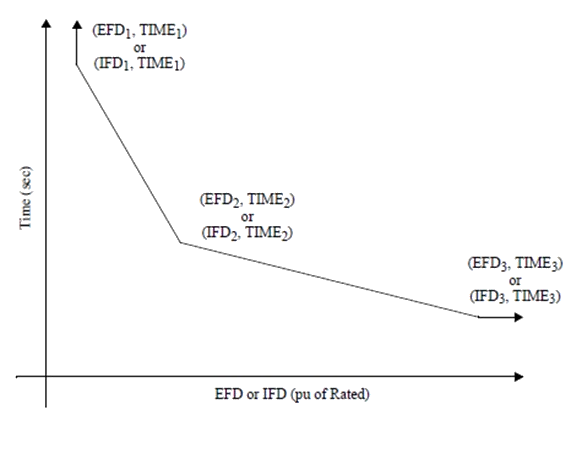 (EFD1, TIME1)
or
(IFD1, TIME1)
Time (sec)
(EFD2, TIME2)
or
(IFD2, TIME2)
(EFD3, TIME3)
or
(IFD3, TIME3)
EFD or IFD (pu of Rated)